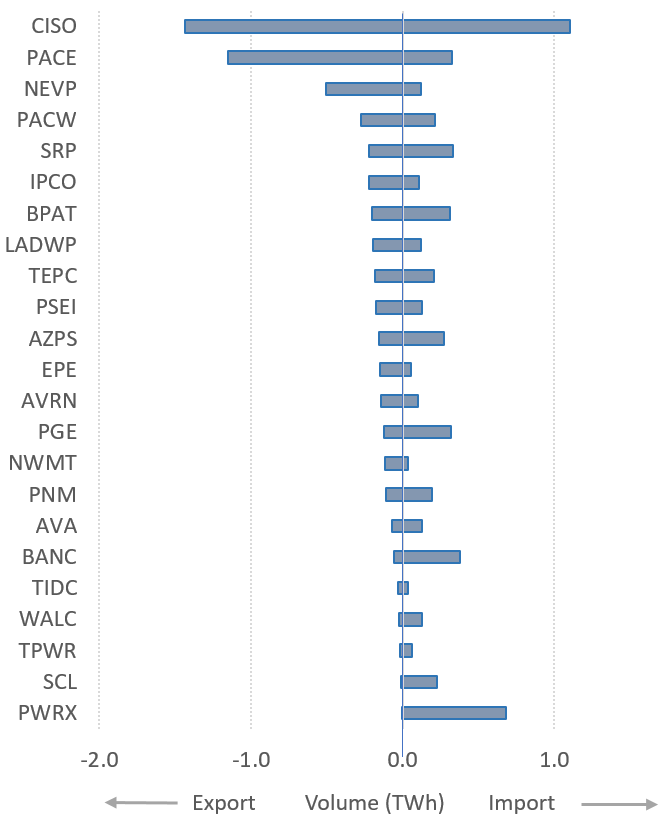 CISO
PACE
NEVP
PACW
SRP
IPCO
BPAT
LADWP
TEPC
PSEI
AZPS
EPE
AVRN
PGE
NWMT
PNM
AVA
BANC
TIDC
WALC
TPWR
SCL
PWRX
-2.0 -1.0 0.0 1.0
Export Volume (TWh) Import